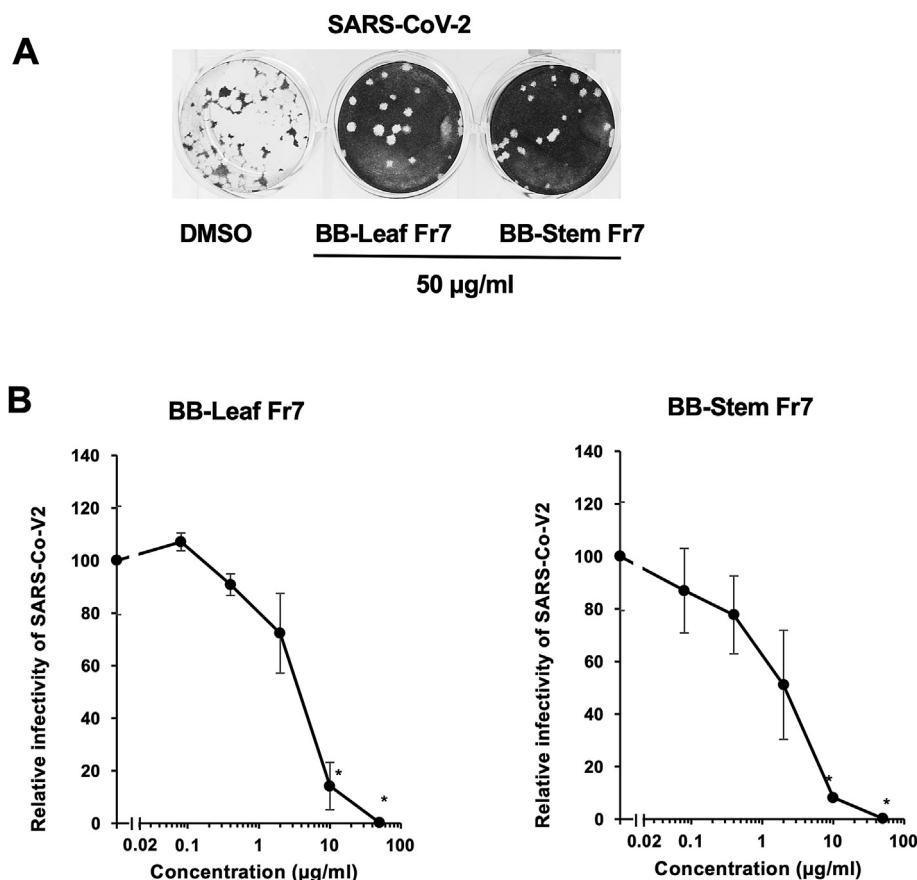 A
SARS-CoV-2
DMSO
BB-Leaf Fr7
BB-Stem Fr7
50 µg/ml
B
BB-Leaf Fr7
Relative infectivity of SARS-Co-V2
140
120
100
80
60
40
20
0
*
*
0.02 0.1 1 10 100
Concentration (µg/ml)
BB-Stem Fr7
Relative infectivity of SARS-Co-V2
140
120
100
80
60
40
20
0
*
*
0.02 0.1 1 10 100
Concentration (µg/ml)